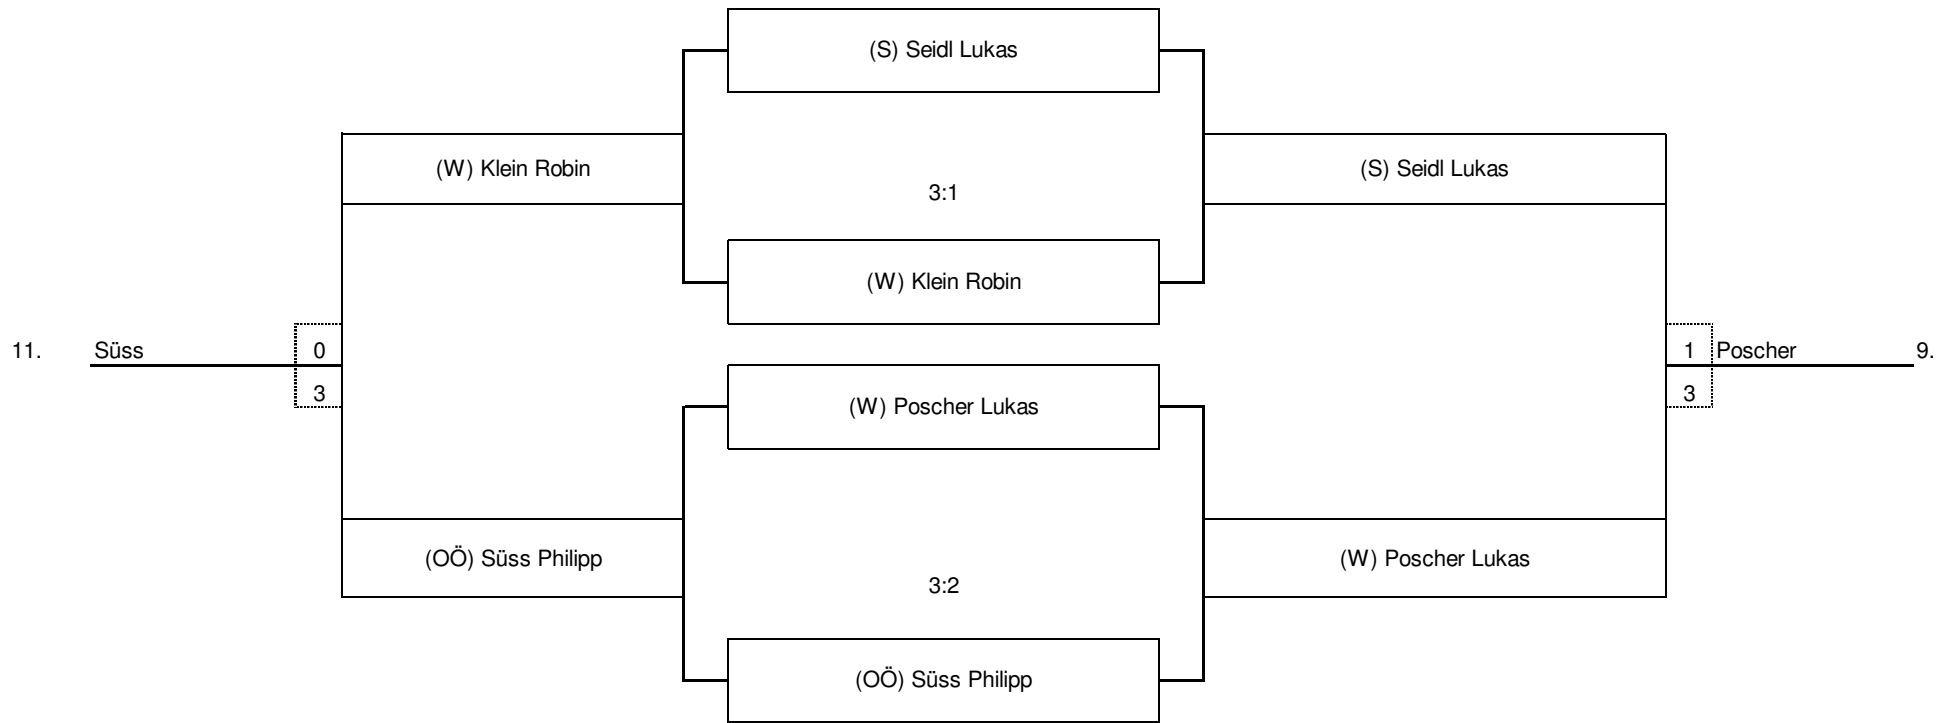 (S) Seidl Lukas
(W) Klein Robin
(S) Seidl Lukas
3:1
(W) Klein Robin
11. Süss 0
1 Poscher 9.
3
3
(W) Poscher Lukas
(OÖ) Süss Philipp
(W) Poscher Lukas
3:2
(OÖ) Süss Philipp